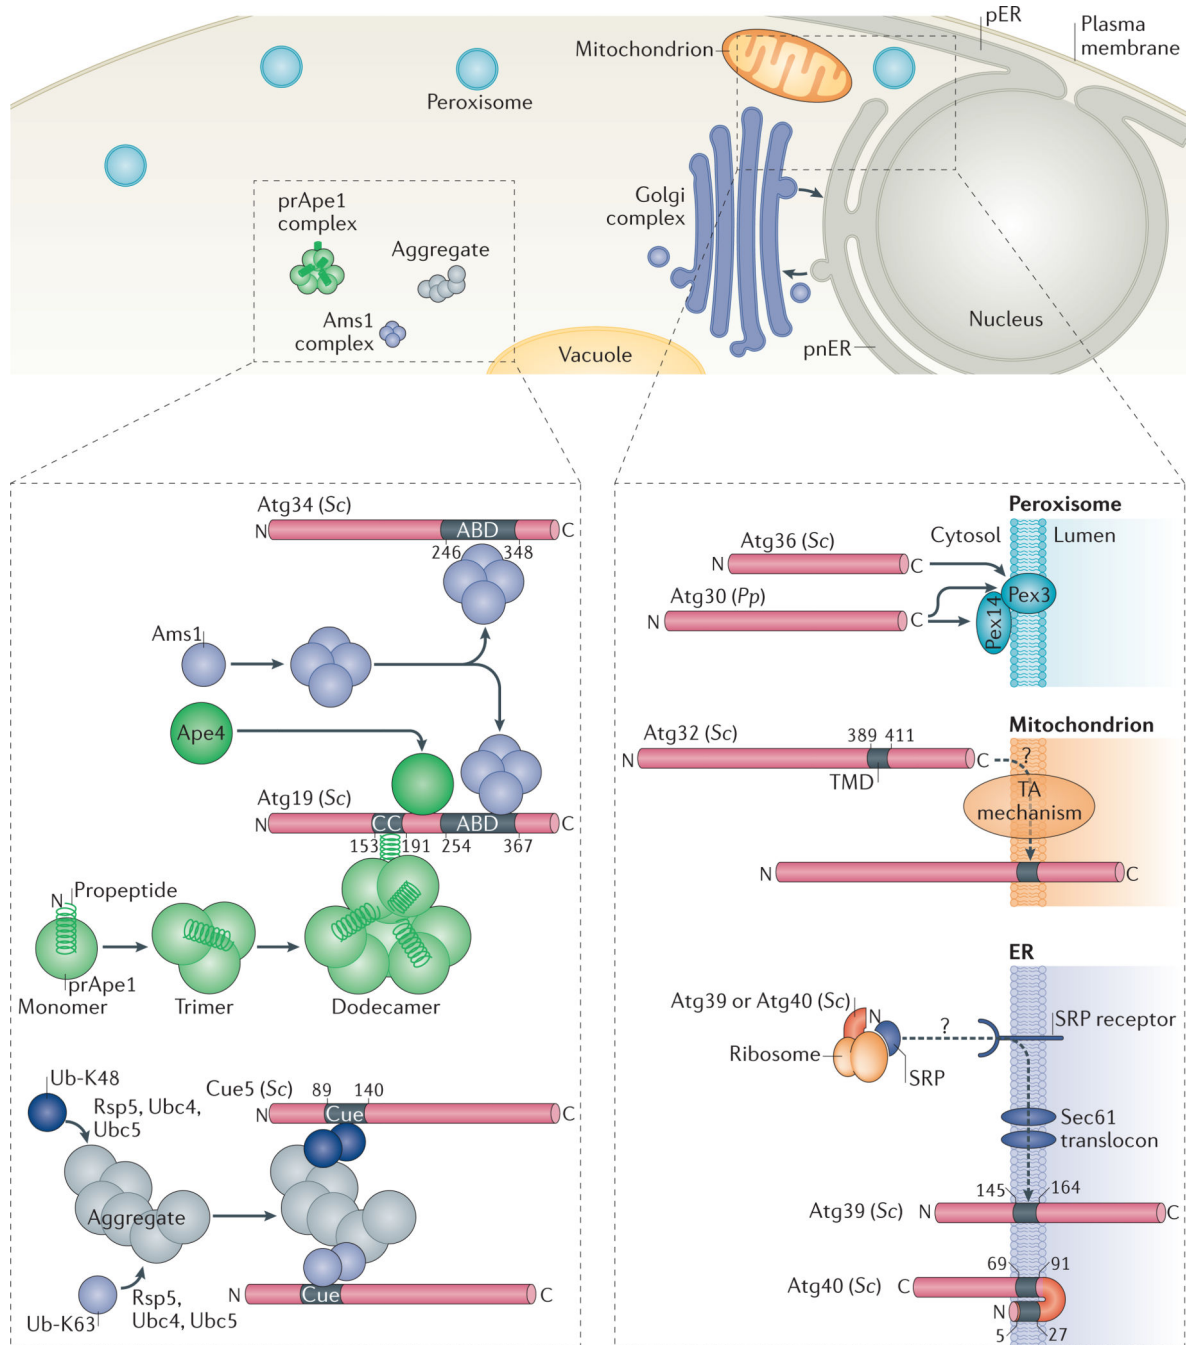 pER
Plasma
membrane
Mitochondrion
Peroxisome
prApe1
complex
Aggregate
Ams1
complex
Golgi
complex
Vacuole
pnER
Nucleus
Atg34 (Sc)
N
ABD
C
246
348
Ams1
Ape4
Atg19 (Sc)
N
CC
ABD
C
153
191
254
367
N
Propeptide
prApe1
Monomer
Trimer
Dodecamer
Ub-K48
Rsp5, Ubc4,
Ubc5
Cue5 (Sc)
89
140
N
Cue
C
Aggregate
N
Cue
C
Rsp5,
Ubc4, Ubc5
Ub-K63
Peroxisome
Cytosol
Lumen
Atg36 (Sc)
N
C
Atg30 (Pp)
N
C
Pex3
Pex14
Mitochondrion
Atg32 (Sc)
389
411
N
C
TMD
?
TA
mechanism
N
C
ER
Atg39 or Atg40 (Sc)
N
Ribosome
SRP
?
SRP receptor
Sec61
translocon
145
164
Atg39 (Sc)
N
C
69
91
Atg40 (Sc)
C
N
5
27